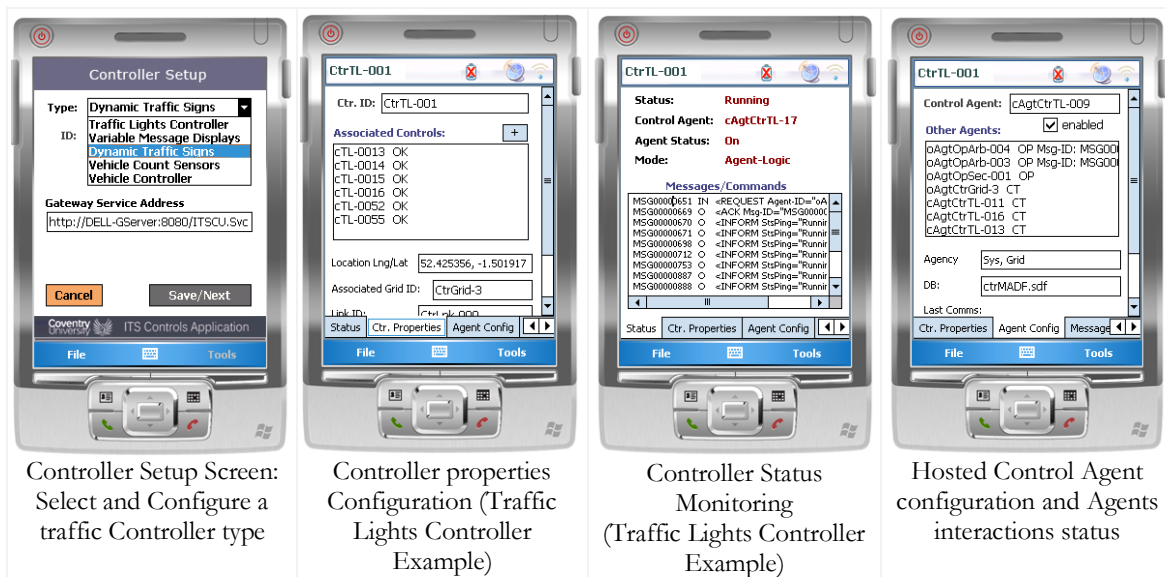 Controller Setup
Type: Dynamic Traffic Signs
Traffic Lights Controller
ID: Variable Message Displays
Dynamic Traffic Signs
Vehicle Count Sensors
Vehicle Controller
Gateway Service Address
http://DELL-GServer:8080/ITSCU.Svc
Cancel Save/Next
Coventry University ITS Controls Application
File Tools
Controller Setup Screen:
Select and Configure a
traffic Controller type
CtrTL-001
Ctr. ID: CtrTL-001
Associated Controls: +
cTL-0013 OK
cTL-0014 OK
cTL-0015 OK
cTL-0016 OK
cTL-0052 OK
cTL-0055 OK
Location Lng/Lat 52.425356, -1.501917
Associated Grid ID: CtrGrid-3
Link ID: CtrLnk-000
Status Ctr. Properties Agent Config
File Tools
Controller properties
Configuration (Traffic
Lights Controller
Example)
CtrTL-001
Status: Running
Control Agent: cAgtCtrTL-17
Agent Status: On
Mode: Agent-Logic
Messages/Commands
MSG00000651 IN <REQUEST Agent-ID="oA
MSG00000669 O <ACK Msg-ID="MSG0000
MSG00000670 O <INFORM StsPing="Runnir
MSG00000671 O <INFORM StsPing="Runnir
MSG00000698 O <INFORM StsPing="Runnir
MSG00000712 O <INFORM StsPing="Runnir
MSG00000753 O <INFORM StsPing="Runnir
MSG00000887 O <INFORM StsPing="Runnir
MSG00000888 O <INFORM StsPing="Runnir
Status Ctr. Properties Agent Config
File Tools
Controller Status
Monitoring
(Traffic Lights Controller
Example)
CtrTL-001
Control Agent: cAgtCtrTL-009
Other Agents: enabled
oAgtOpArb-004 OP Msg-ID: MSG00
oAgtOpArb-003 OP Msg-ID: MSG00
oAgtOpSec-001 OP
oAgtCtrGrid-3 CT
cAgtCtrTL-011 CT
cAgtCtrTL-016 CT
cAgtCtrTL-013 CT
Agency Sys, Grid
DB: ctrMADF.sdf
Last Comms:
Ctr. Properties Agent Config Message
File Tools
Hosted Control Agent
configuration and Agents
interactions status